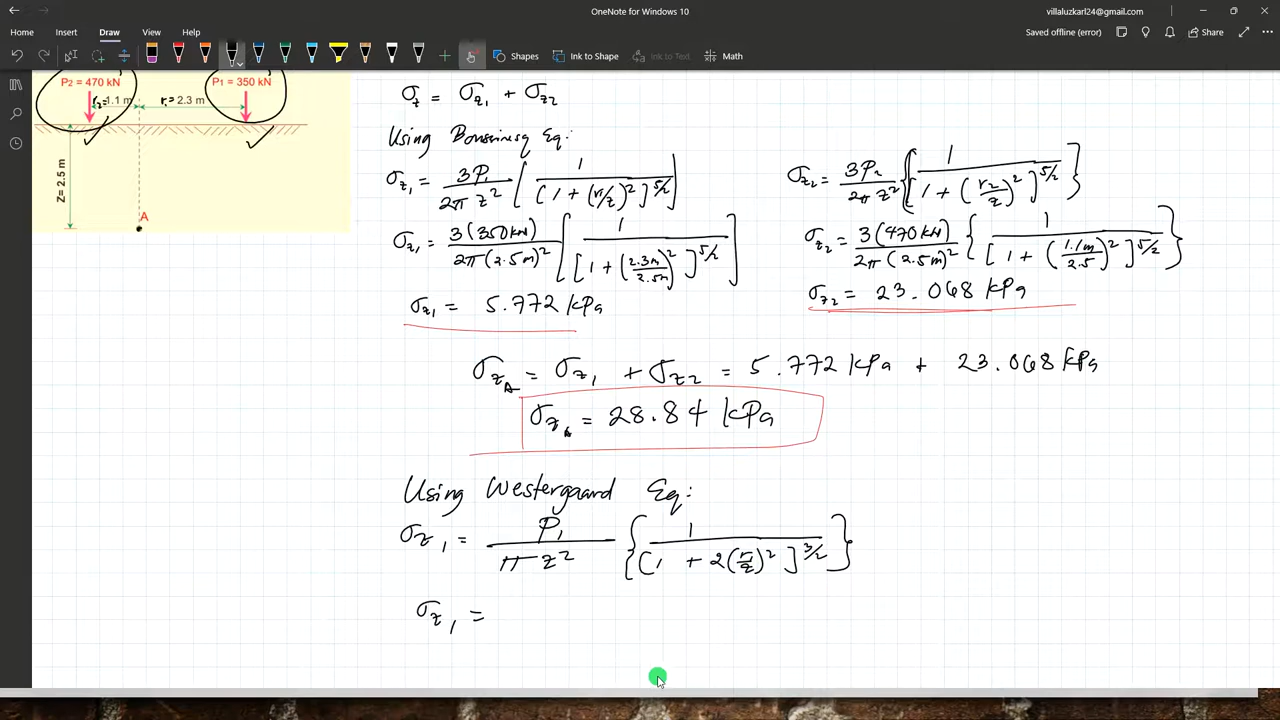 OneNote for Windows 10
villaluzkarl24@gmail.com
Home Insert Draw View Help
Saved offline (error) Share
Shapes Ink to Shape Ink to Text Math
P2 = 470 kN P1 = 350 kN
r2=1.1 m r1=2.3 m
Z= 2.5 m
A
σz = σz1 + σz2
Using Boussinesq Eq:
σz1 = 3P1 / 2π z² [ 1 / [1 + (r/z)²]^5/2 ]
σz2 = 3P2 / 2π z² { 1 / [1 + (r2/z)²]^5/2 }
σz1 = 3(350kN) / 2π(2.5m)² [ 1 / [1 + (2.3m/2.5m)²]^5/2 ]
σz2 = 3(470kN) / 2π(2.5m)² { 1 / [1 + (1.1m/2.5)²]^5/2 }
σz1 = 5.772 kPa
σz2 = 23.068 kPa
σzA = σz1 + σz2 = 5.772 kPa + 23.068 kPa
σzA = 28.84 kPa
Using Westergaard Eq:
σz1 = P1 / π z² { 1 / [1 + 2(r/z)²]^3/2 }
σz1 =